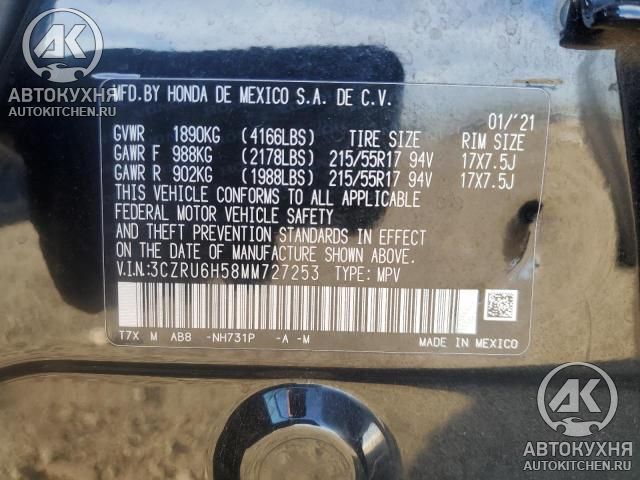 AK
АВТОКУХНЯ
AUTOKITCHEN.RU
MFD.BY HONDA DE MEXICO S.A. DE C.V.
01/'21
GVWR 1890KG (4166LBS) TIRE SIZE RIM SIZE
GAWR F 988KG (2178LBS) 215/55R17 94V 17X7.5J
GAWR R 902KG (1988LBS) 215/55R17 94V 17X7.5J
THIS VEHICLE CONFORMS TO ALL APPLICABLE
FEDERAL MOTOR VEHICLE SAFETY
AND THEFT PREVENTION STANDARDS IN EFFECT
ON THE DATE OF MANUFACTURE SHOWN ABOVE.
V.I.N:3CZRU6H58MM727253 TYPE: MPV
T7X M AB8 -NH731P -A -M MADE IN MEXICO
AK
АВТОКУХНЯ
AUTOKITCHEN.RU